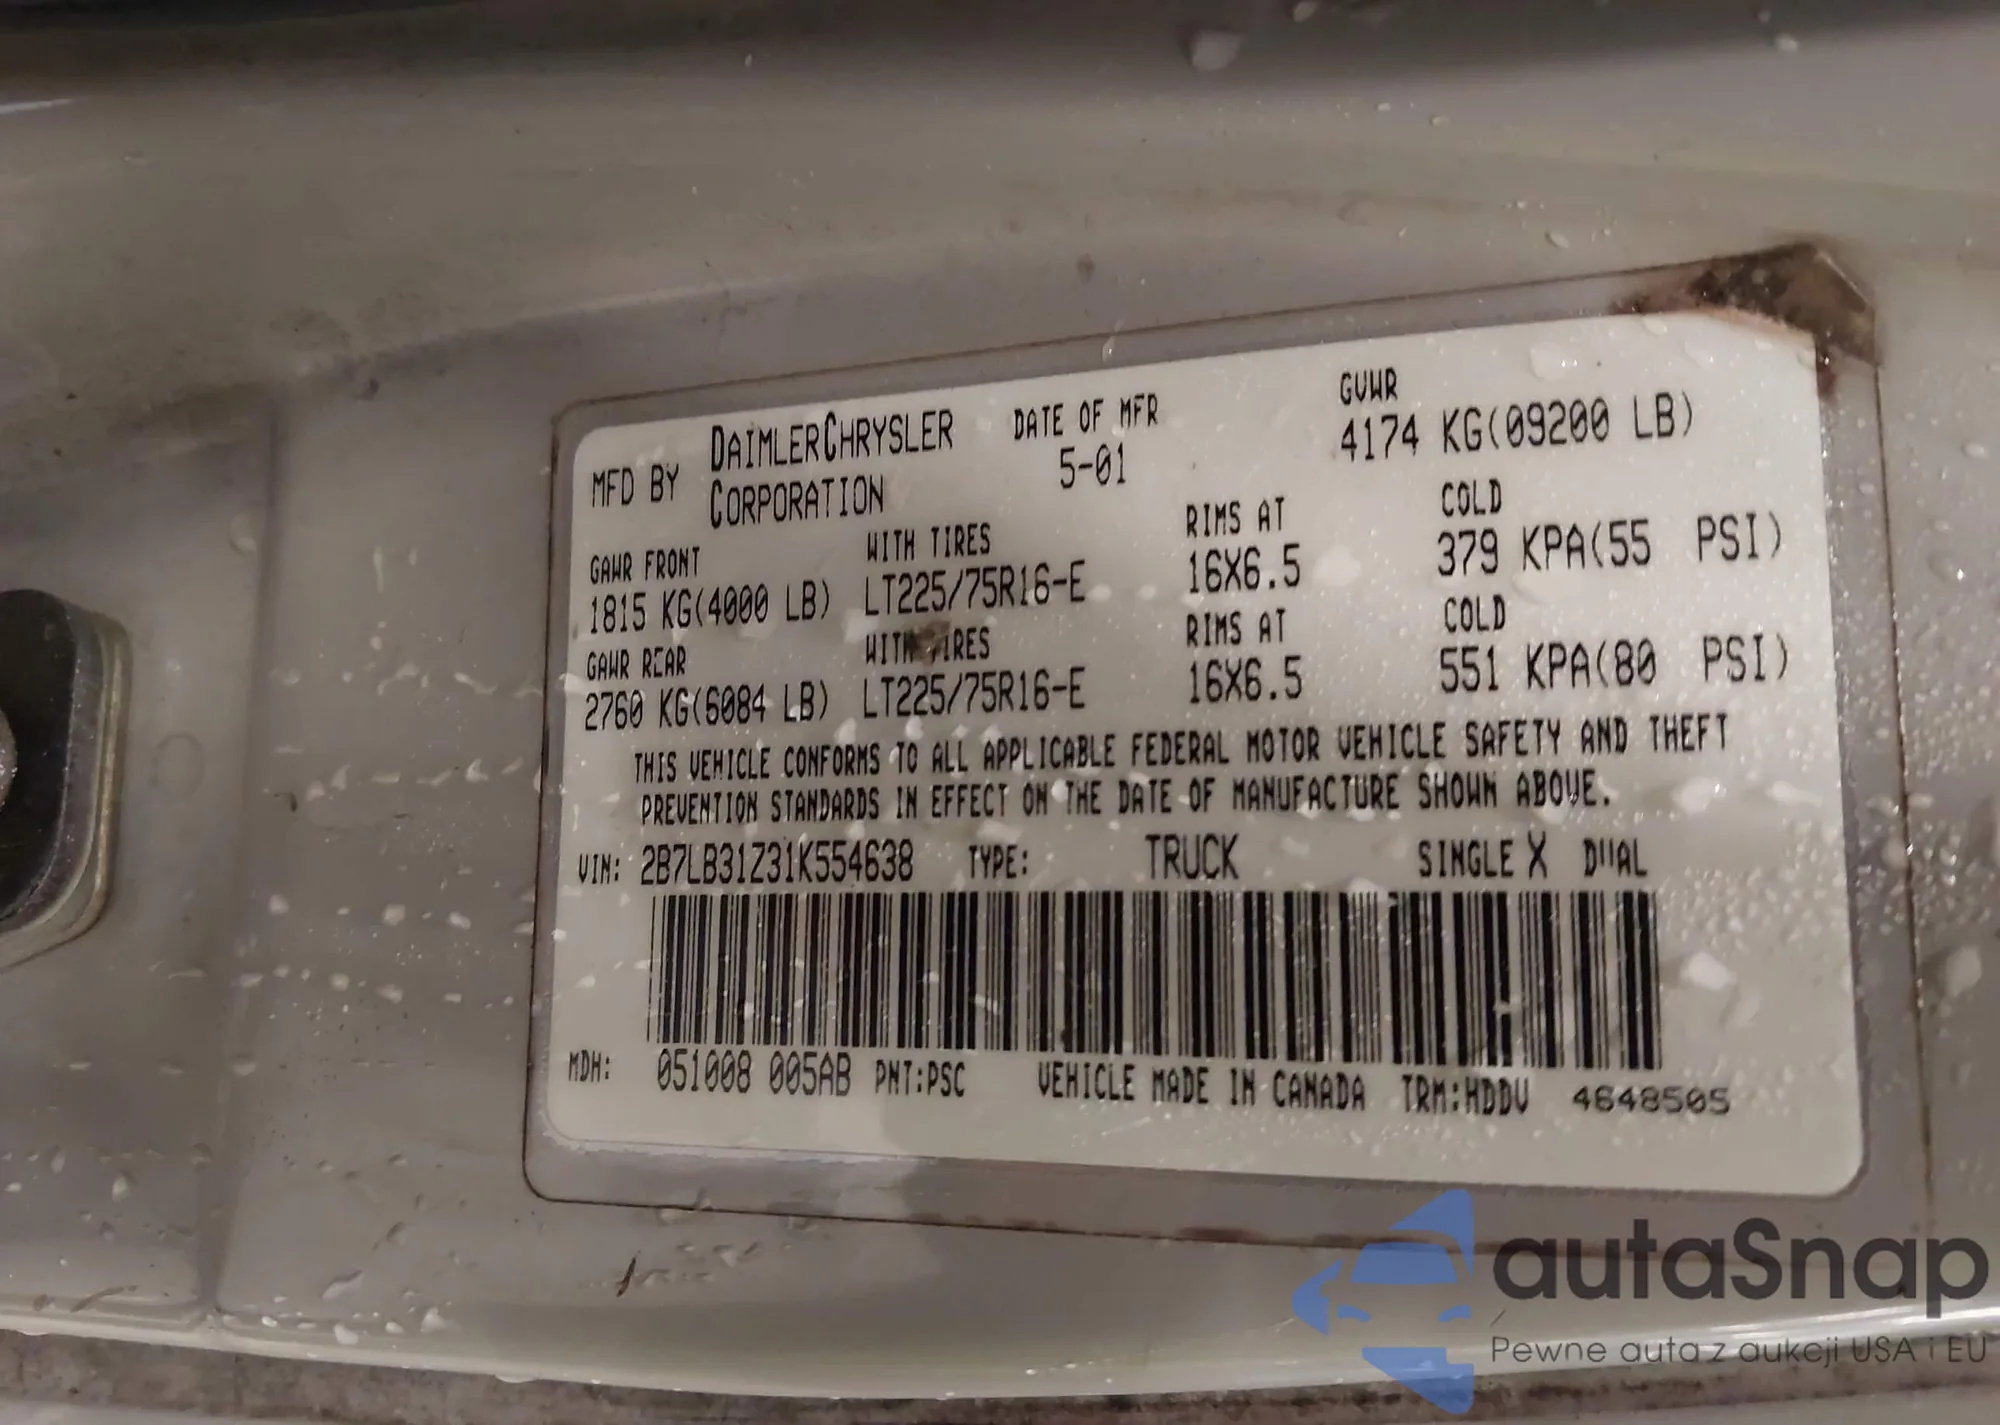 MFD BY DAIMLERCHRYSLER CORPORATION DATE OF MFR 5-01 GVWR 4174 KG(09200 LB)
GAWR FRONT WITH TIRES RIMS AT COLD
1815 KG(4000 LB) LT225/75R16-E 16X6.5 379 KPA(55 PSI)
GAWR REAR WITH TIRES RIMS AT COLD
2760 KG(6084 LB) LT225/75R16-E 16X6.5 551 KPA(80 PSI)
THIS VEHICLE CONFORMS TO ALL APPLICABLE FEDERAL MOTOR VEHICLE SAFETY AND THEFT
PREVENTION STANDARDS IN EFFECT ON THE DATE OF MANUFACTURE SHOWN ABOVE.
VIN: 2B7LB31Z31K554638 TYPE: TRUCK SINGLE X DUAL
MDH: 051008 005AB PNT:PSC VEHICLE MADE IN CANADA TRM:HDDV 4648505
autaSnap
Pewne auta z aukcji USA i EU